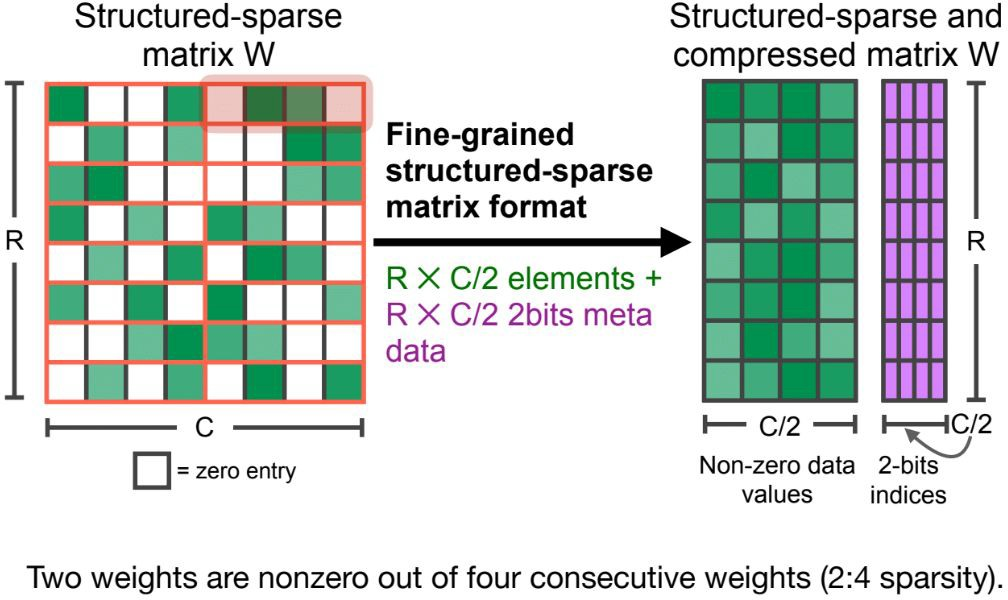 Structured-sparse
matrix W
Structured-sparse and
compressed matrix W
R
Fine-grained
structured-sparse
matrix format
R × C/2 elements +
R × C/2 2bits meta
data
R
C
= zero entry
C/2
C/2
Non-zero data
values
2-bits
indices
Two weights are nonzero out of four consecutive weights (2:4 sparsity).